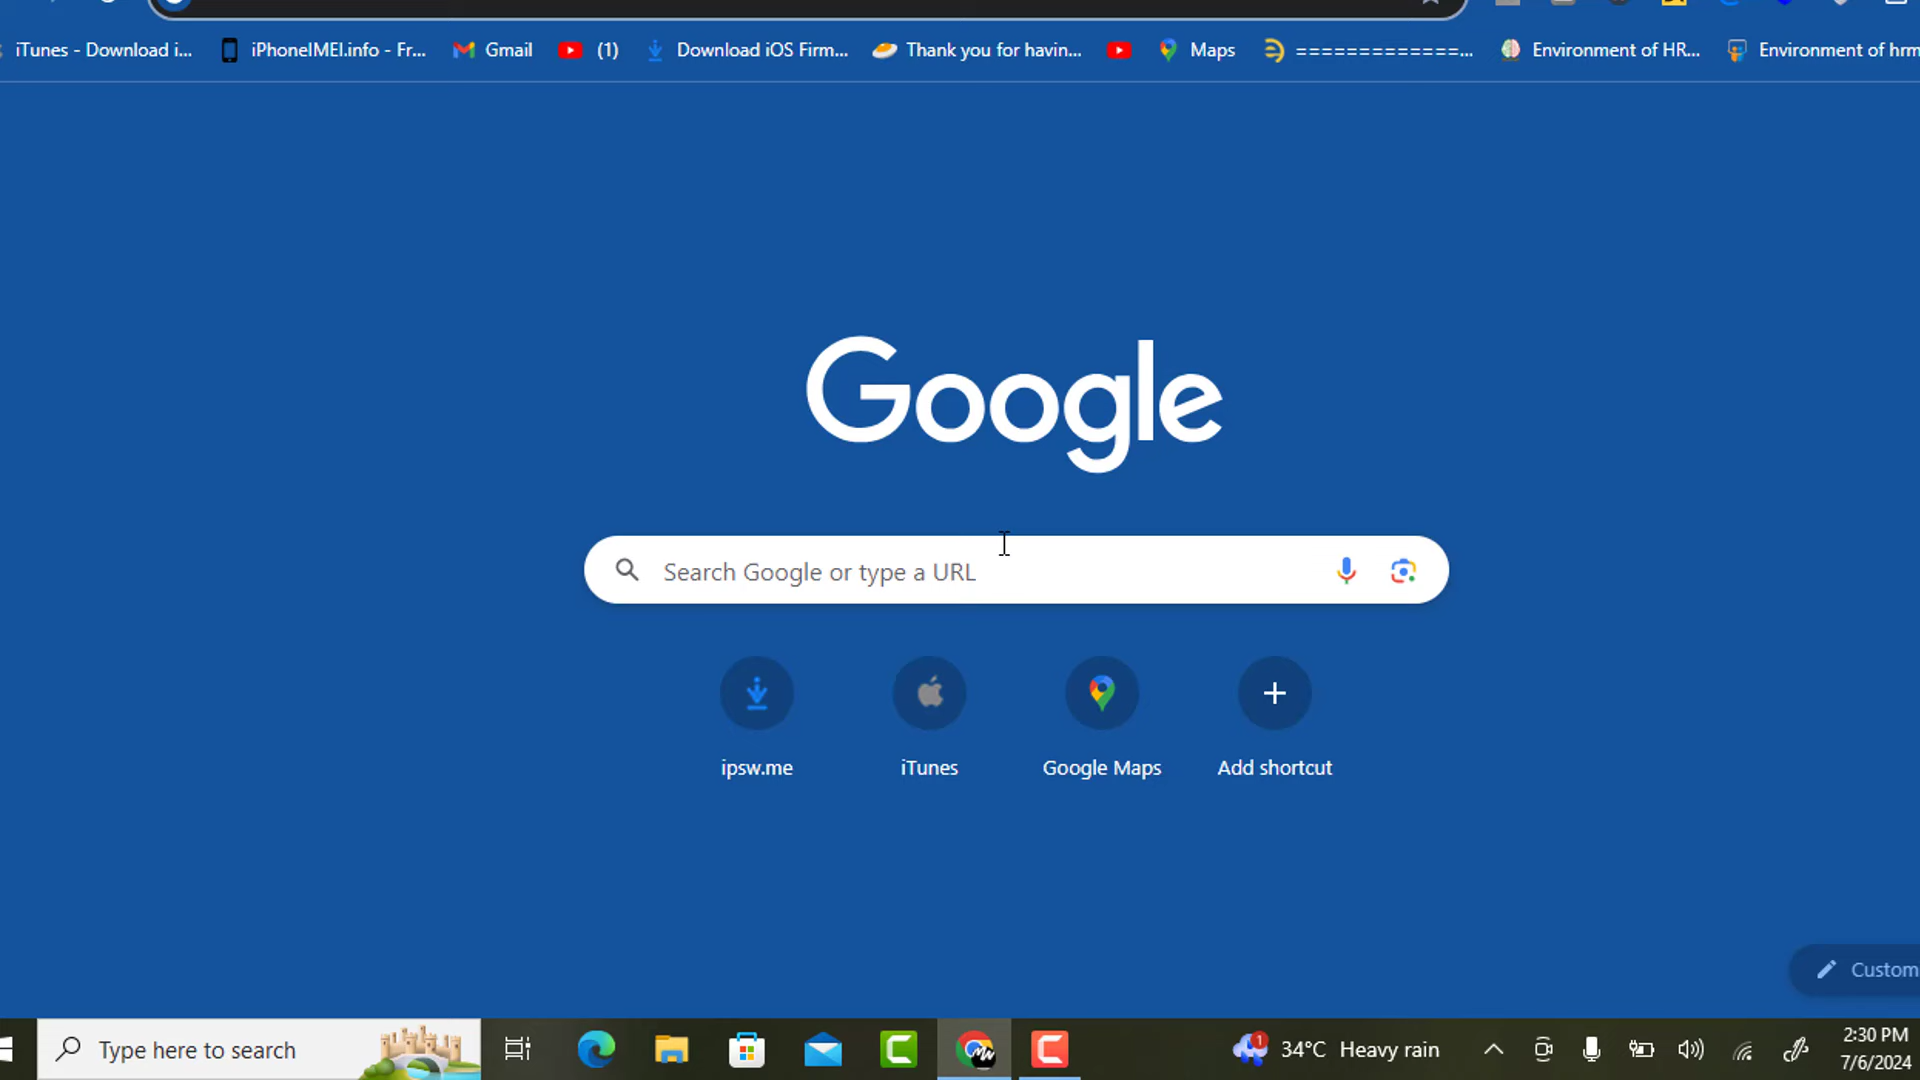 iTunes - Download i... iPhoneIMEI.info - Fr... Gmail (1) Download iOS Firm... Thank you for havin... Maps =============... Environment of HR... Environment of hrm
Google
Search Google or type a URL
ipsw.me iTunes Google Maps Add shortcut
Custom
Type here to search 1 34°C Heavy rain 2:30 PM
7/6/2024